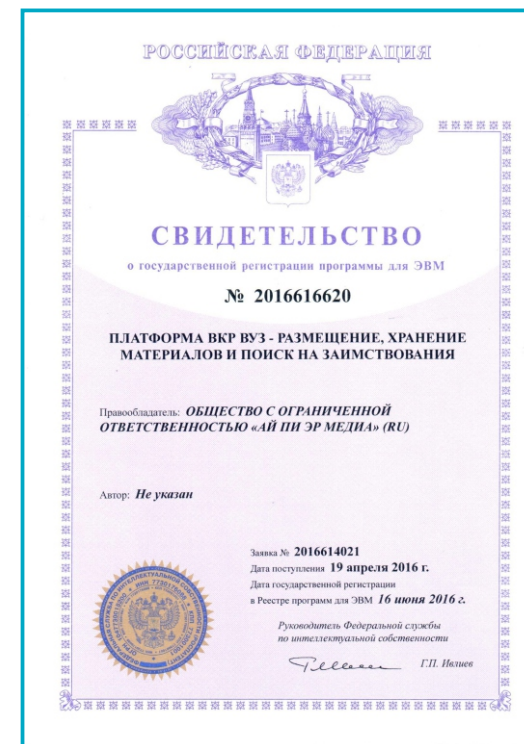 РОССИЙСКАЯ ФЕДЕРАЦИЯ
СВИДЕТЕЛЬСТВО
о государственной регистрации программы для ЭВМ
№ 2016616620
ПЛАТФОРМА ВКР ВУЗ - РАЗМЕЩЕНИЕ, ХРАНЕНИЕ
МАТЕРИАЛОВ И ПОИСК НА ЗАИМСТВОВАНИЯ
Правообладатель: ОБЩЕСТВО С ОГРАНИЧЕННОЙ
ОТВЕТСТВЕННОСТЬЮ «АЙ ПИ ЭР МЕДИА» (RU)
Автор: Не указан
Заявка № 2016614021
Дата поступления 19 апреля 2016 г.
Дата государственной регистрации
в Реестре программ для ЭВМ 16 июня 2016 г.
Руководитель Федеральной службы
по интеллектуальной собственности
Г.П. Ивлиев